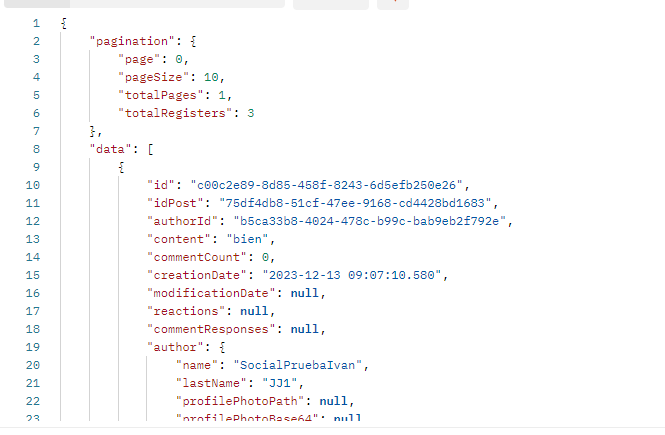 1 {
2 "pagination": {
3 "page": 0,
4 "pageSize": 10,
5 "totalPages": 1,
6 "totalRegisters": 3
7 },
8 "data": [
9 {
10 "id": "c00c2e89-8d85-458f-8243-6d5efb250e26",
11 "idPost": "75df4db8-51cf-47ee-9168-cd4428bd1683",
12 "authorId": "b5ca33b8-4024-478c-b99c-bab9eb2f792e",
13 "content": "bien",
14 "commentCount": 0,
15 "creationDate": "2023-12-13 09:07:10.580",
16 "modificationDate": null,
17 "reactions": null,
18 "commentResponses": null,
19 "author": {
20 "name": "SocialPruebaIvan",
21 "lastName": "JJ1",
22 "profilePhotoPath": null,
23 "profilePhotoBase64": null